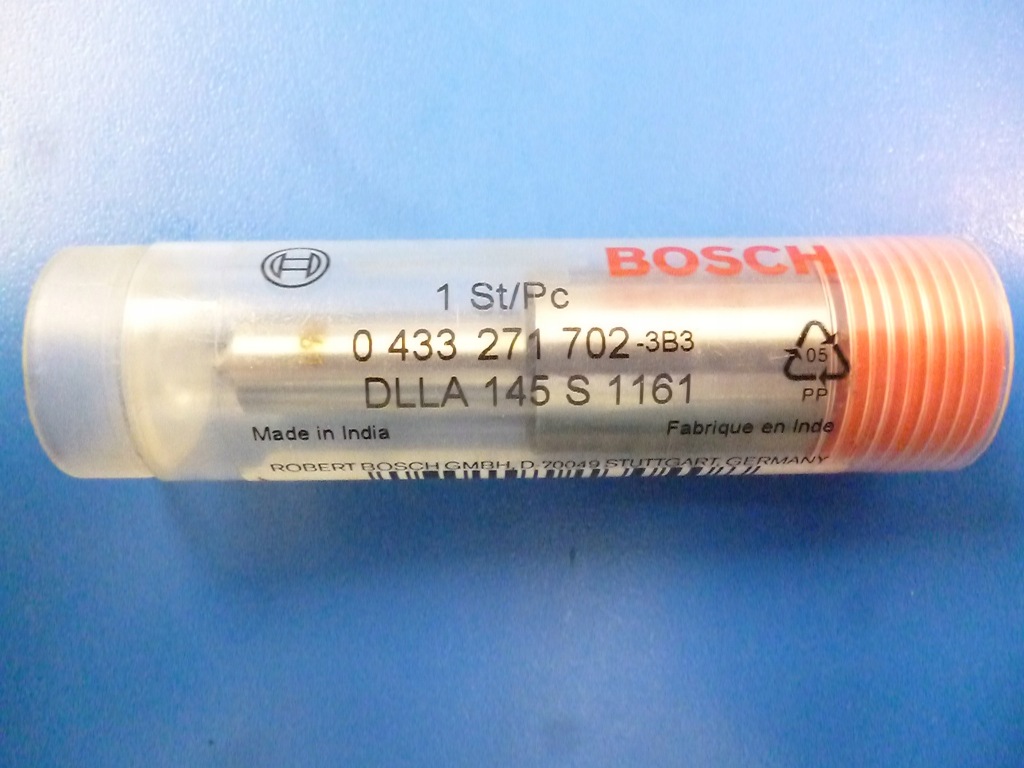 BOSCH
1 St/Pc
0 433 271 702-3B3
DLLA 145 S 1161
05
PP
Made in India
Fabrique en Inde
ROBERT BOSCH GMBH, D-70049 STUTTGART, GERMANY